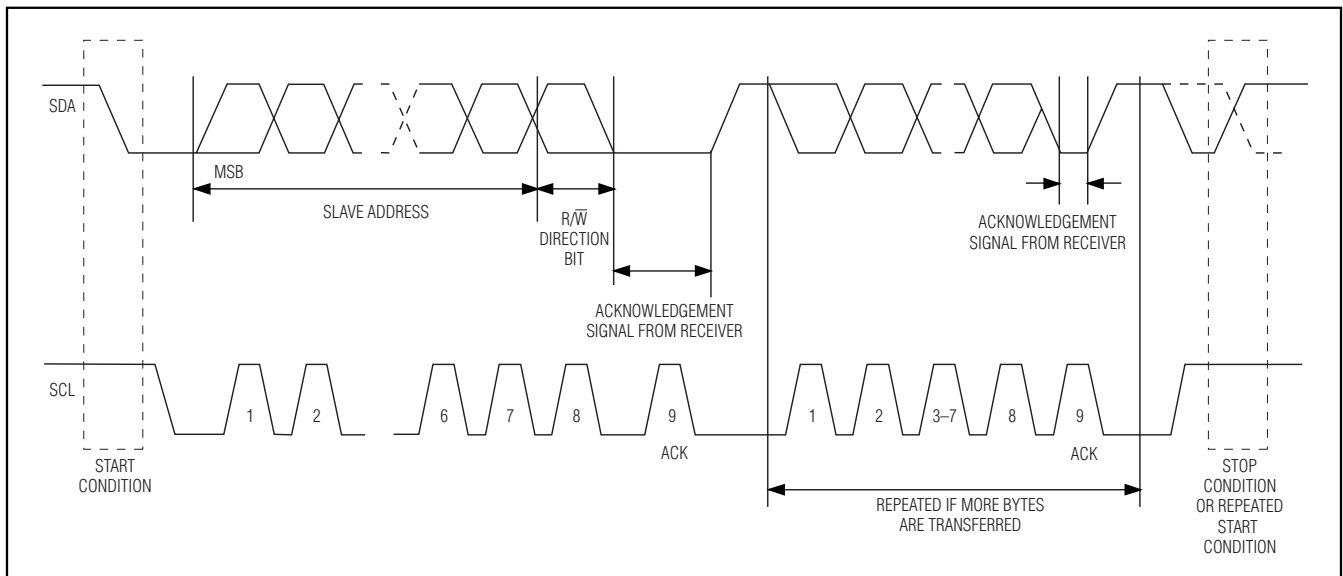 SDA
MSB
SLAVE ADDRESS
R/W̅
DIRECTION
BIT
ACKNOWLEDGEMENT
SIGNAL FROM RECEIVER
ACKNOWLEDGEMENT
SIGNAL FROM RECEIVER
SCL
1
2
6
7
8
9
ACK
1
2
3–7
8
9
ACK
START
CONDITION
REPEATED IF MORE BYTES
ARE TRANSFERRED
STOP
CONDITION
OR REPEATED
START
CONDITION